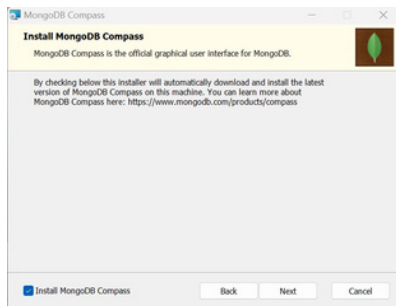 MongoDB Compass
Install MongoDB Compass
MongoDB Compass is the official graphical user interface for MongoDB.
By checking below this installer will automatically download and install the latest
version of MongoDB Compass on this machine. You can learn more about
MongoDB Compass here: https://www.mongodb.com/products/compass
Install MongoDB Compass Back Next Cancel